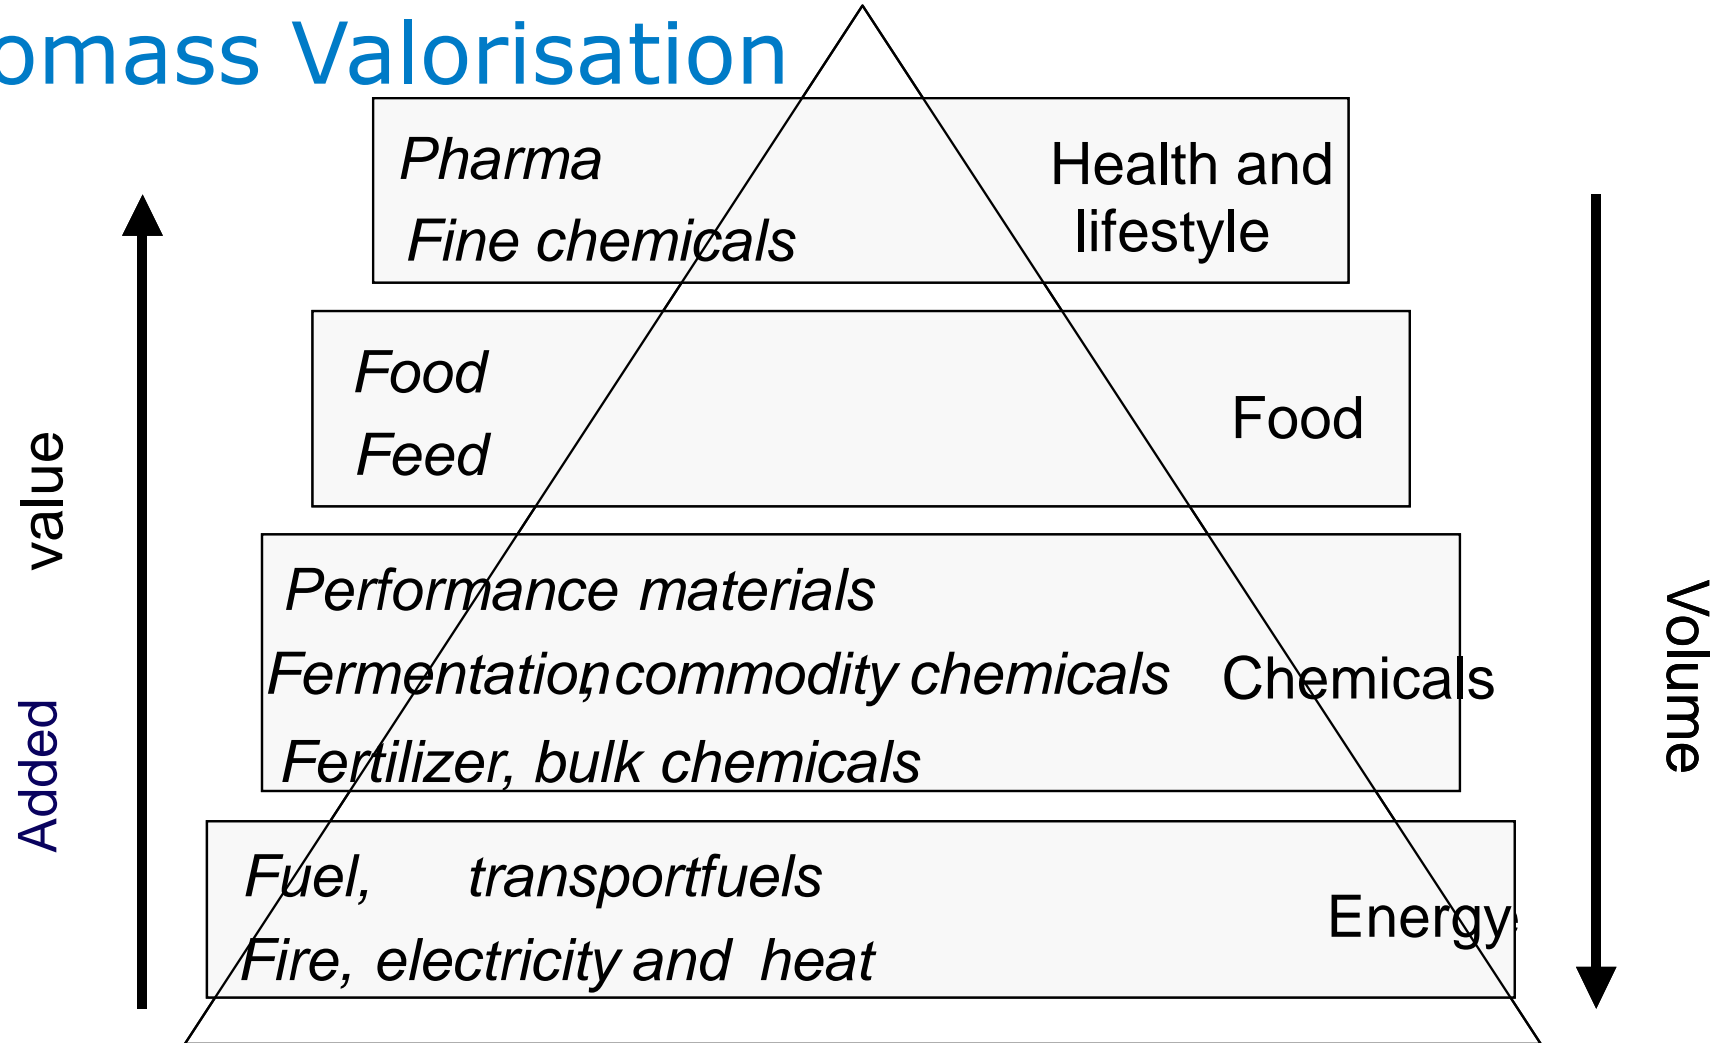 omass Valorisation
Pharma
Fine chemicals
Health and
lifestyle
Food
Feed
Food
Performance materials
Fermentation, commodity chemicals
Fertilizer, bulk chemicals
Chemicals
Fuel, transportfuels
Fire, electricity and heat
Energy
Added value
Volume